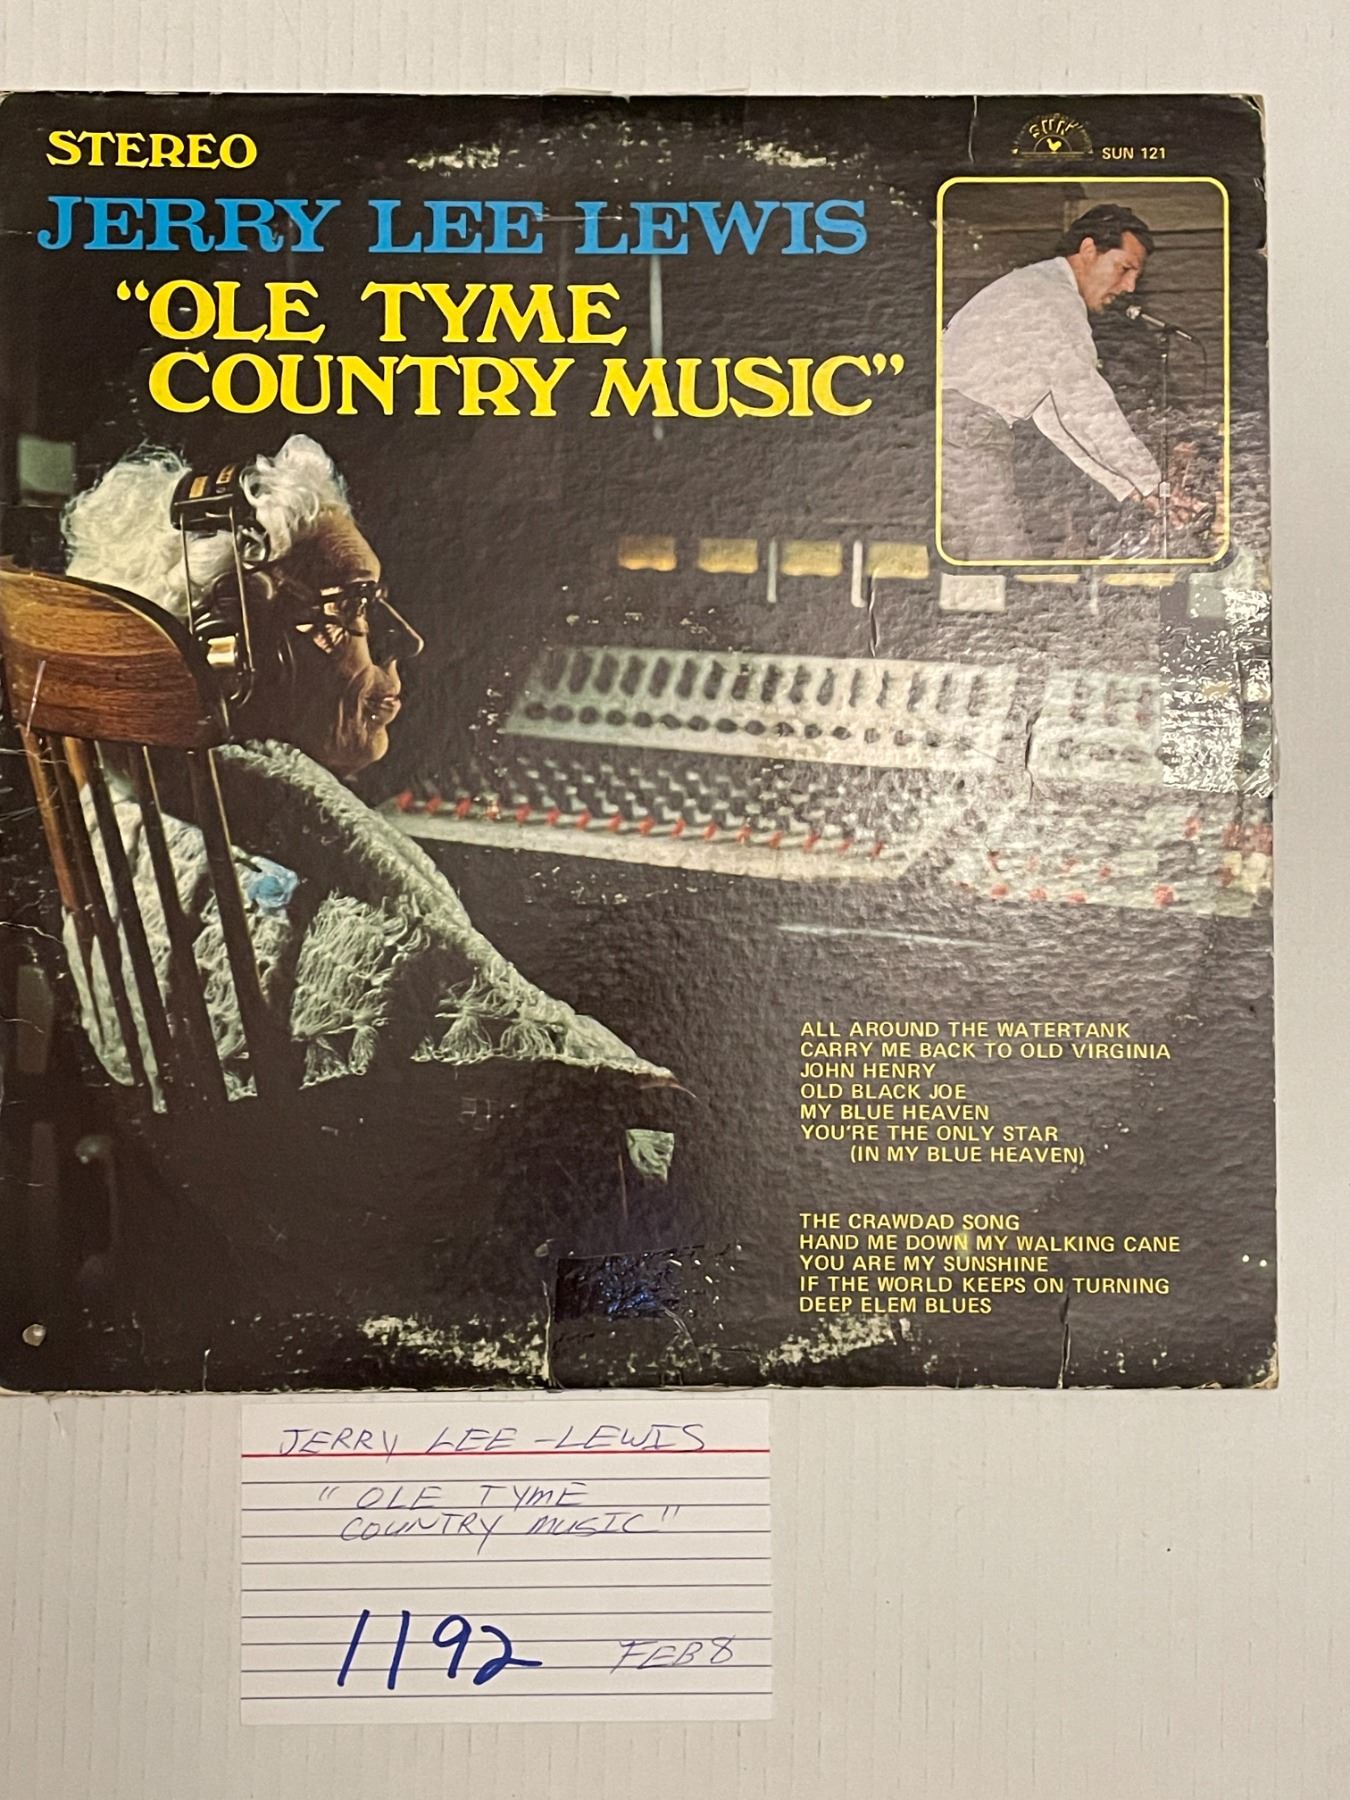 STEREO
SUN
SUN 121
JERRY LEE LEWIS
"OLE TYME
COUNTRY MUSIC"
ALL AROUND THE WATERTANK
CARRY ME BACK TO OLD VIRGINIA
JOHN HENRY
OLD BLACK JOE
MY BLUE HEAVEN
YOU'RE THE ONLY STAR
(IN MY BLUE HEAVEN)
THE CRAWDAD SONG
HAND ME DOWN MY WALKING CANE
YOU ARE MY SUNSHINE
IF THE WORLD KEEPS ON TURNING
DEEP ELEM BLUES
JERRY LEE-LEWIS
"OLE TYME
COUNTRY MUSIC"
1192 FEB 8